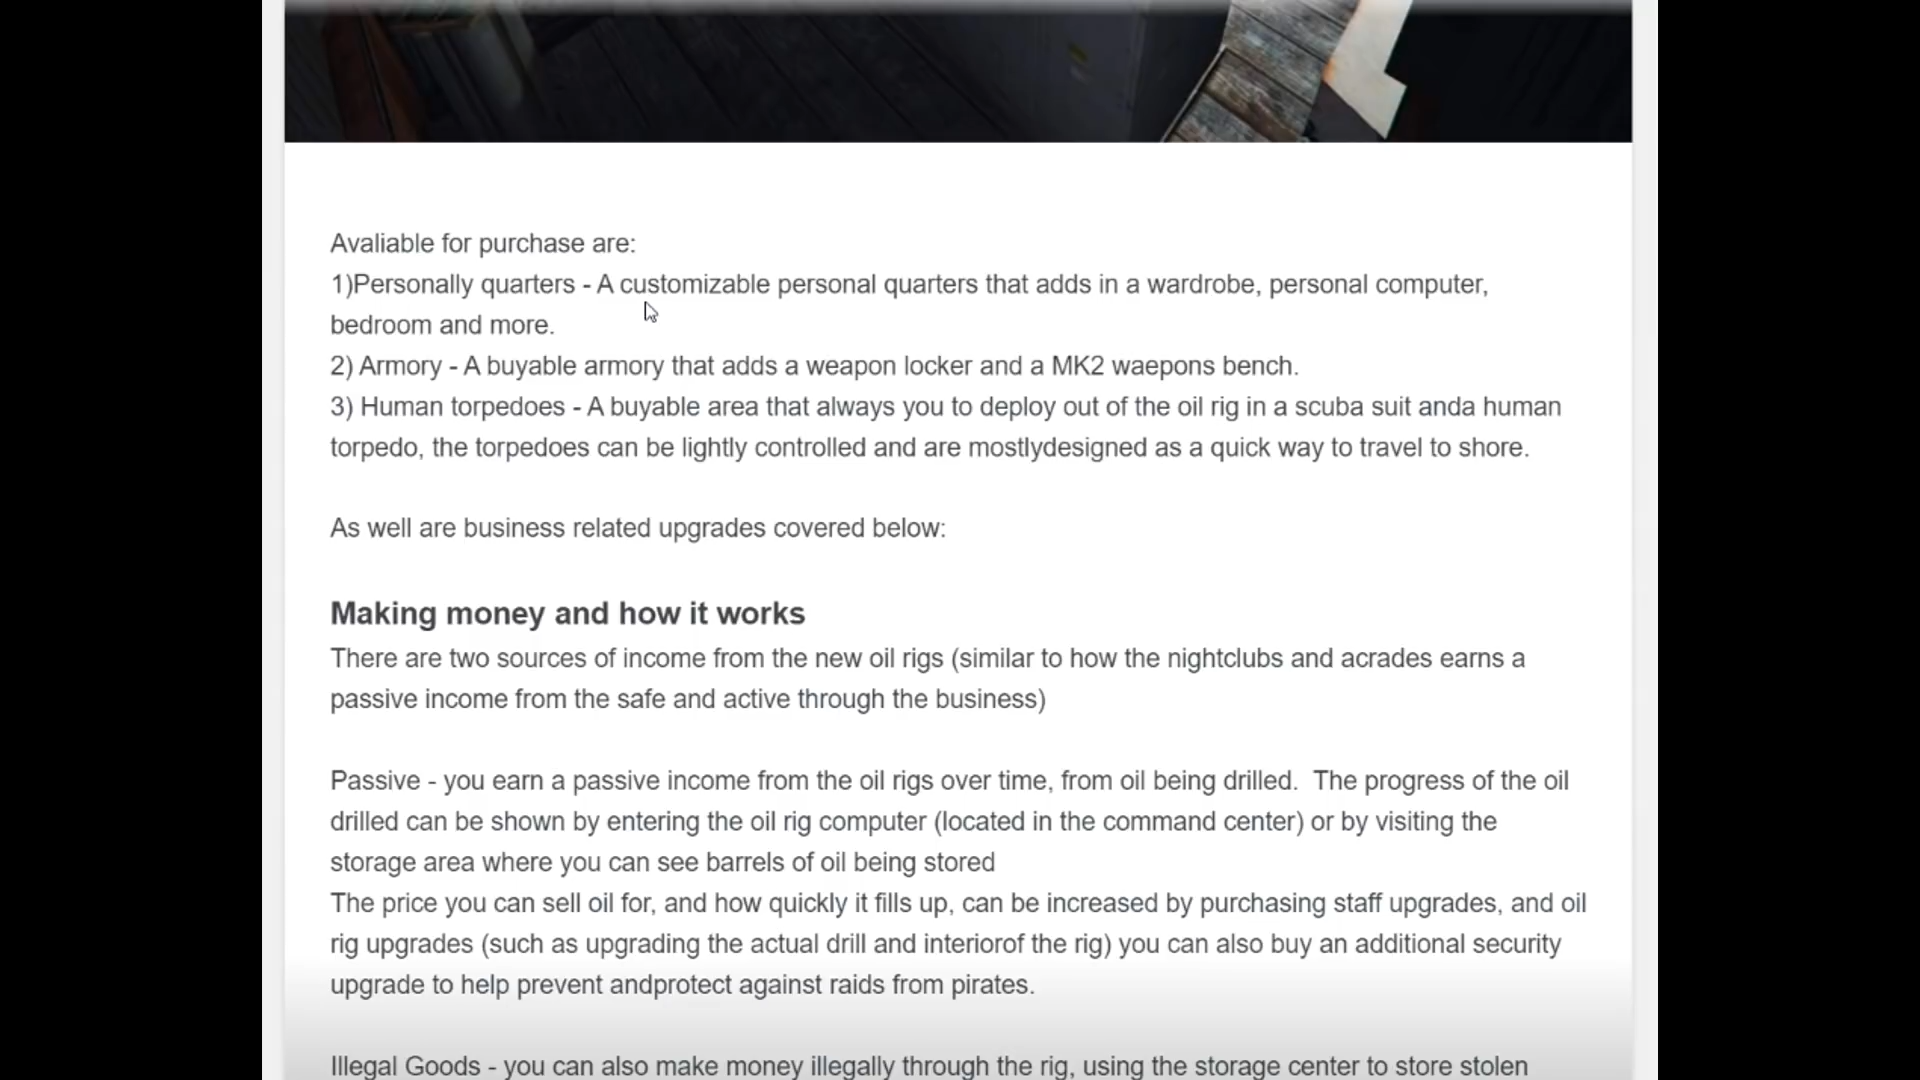 Avaliable for purchase are:
1)Personally quarters - A customizable personal quarters that adds in a wardrobe, personal computer,
bedroom and more.
2) Armory - A buyable armory that adds a weapon locker and a MK2 waepons bench.
3) Human torpedoes - A buyable area that always you to deploy out of the oil rig in a scuba suit anda human
torpedo, the torpedoes can be lightly controlled and are mostlydesigned as a quick way to travel to shore.
As well are business related upgrades covered below:
Making money and how it works
There are two sources of income from the new oil rigs (similar to how the nightclubs and acrades earns a
passive income from the safe and active through the business)
Passive - you earn a passive income from the oil rigs over time, from oil being drilled.  The progress of the oil
drilled can be shown by entering the oil rig computer (located in the command center) or by visiting the
storage area where you can see barrels of oil being stored
The price you can sell oil for, and how quickly it fills up, can be increased by purchasing staff upgrades, and oil
rig upgrades (such as upgrading the actual drill and interiorof the rig) you can also buy an additional security
upgrade to help prevent andprotect against raids from pirates.
Illegal Goods - you can also make money illegally through the rig, using the storage center to store stolen